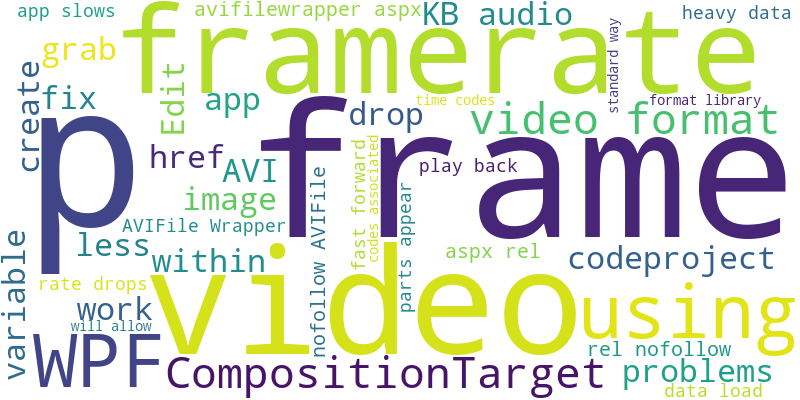 app slows
avifilewrapper aspx
KB audio
heavy data
grab
framerate
standard way
create
fix
Edit
app
time codes
format library
drop
video format
p
frame
href
AVI
play back
image
nofollow AVIFile
fast forward
codes associated
parts appear
AVIFile Wrapper
variable
less
within
aspx rel
codeproject
rate drops
video
using
work
will allow
WPF
CompositionTarget
rel nofollow
problems
data load